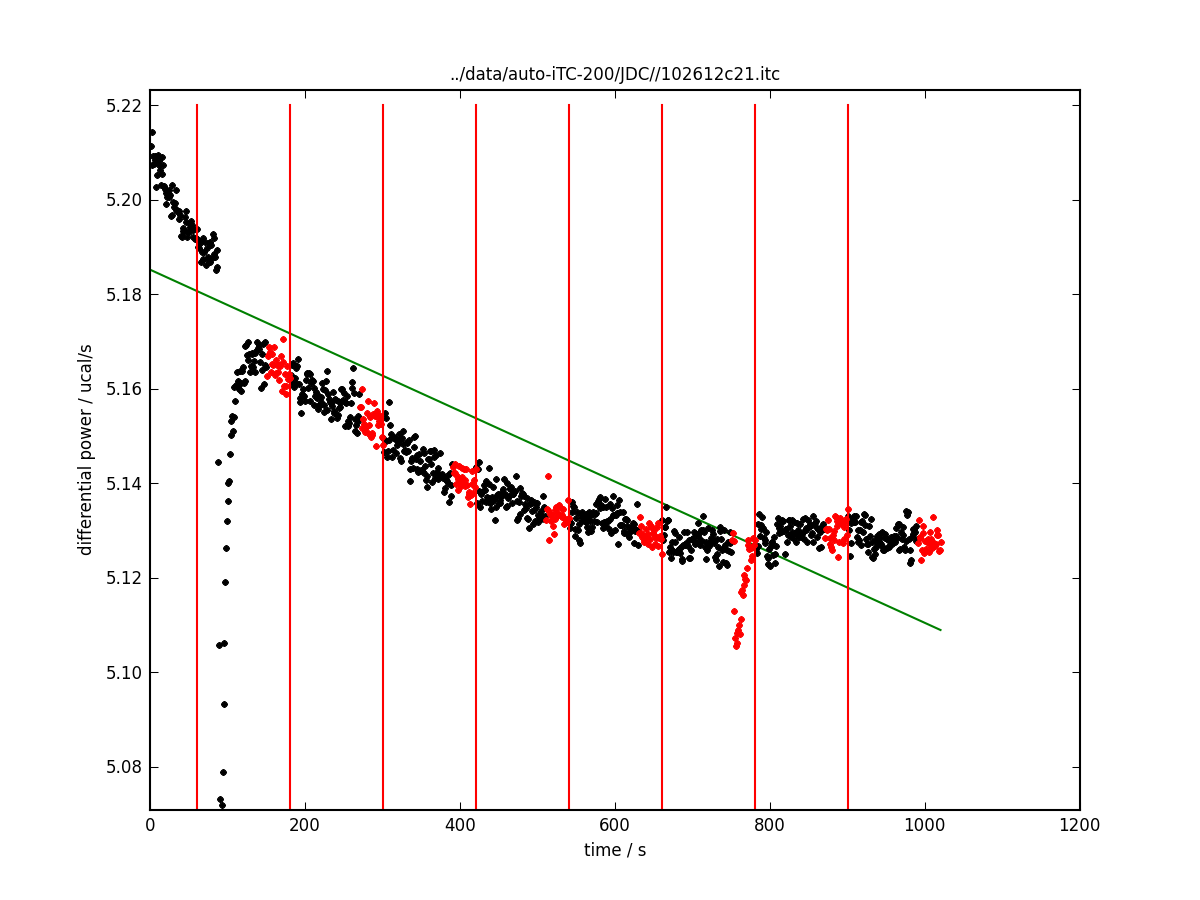 ../data/auto-iTC-200/JDC//102612c21.itc
5.22
5.20
5.18
5.16
5.14
5.12
5.10
5.08
differential power / ucal/s
0 200 400 600 800 1000 1200
time / s